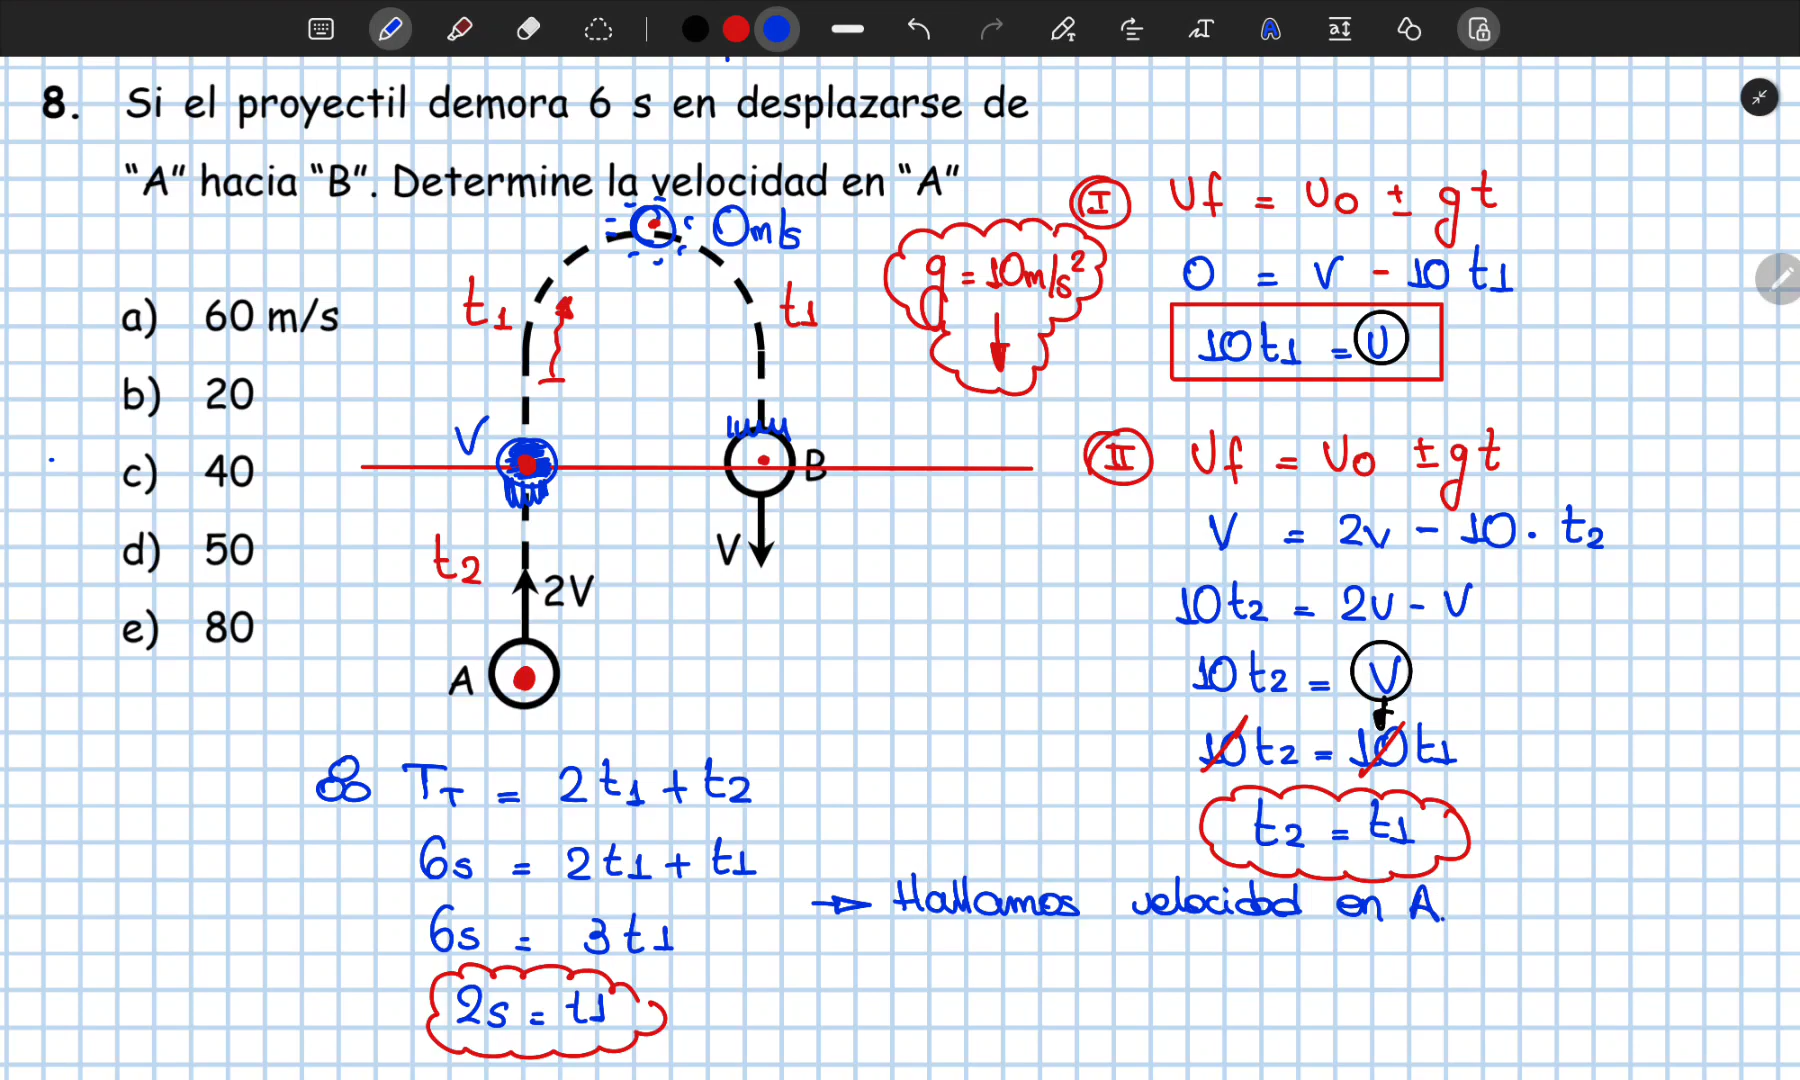 8. Si el proyectil demora 6 s en desplazarse de
"A" hacia "B". Determine la velocidad en "A"
a) 60 m/s
b) 20
c) 40
d) 50
e) 80
0m/s
t1
t1
g = 10m/s²
V
B
V
t2
2V
A
I Vf = Vo ± gt
0 = V - 10 t1
10t1 = V
II Vf = Vo ± gt
V = 2V - 10 . t2
10t2 = 2V - V
10t2 = V
10t2 = 10t1
t2 = t1
TT = 2t1 + t2
6s = 2t1 + t1
6s = 3t1
2s = t1
→ Hallamos velocidad en A.